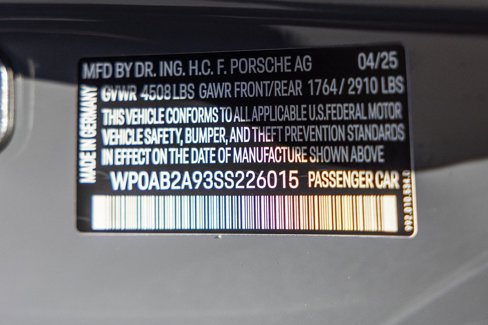 MFD BY DR. ING. H.C. F. PORSCHE AG 04/25
GVWR 4508 LBS GAWR FRONT/REAR 1764 / 2910 LBS
THIS VEHICLE CONFORMS TO ALL APPLICABLE U.S. FEDERAL MOTOR
VEHICLE SAFETY, BUMPER, AND THEFT PREVENTION STANDARDS
IN EFFECT ON THE DATE OF MANUFACTURE SHOWN ABOVE
MADE IN GERMANY
WP0AB2A93SS226015 PASSENGER CAR